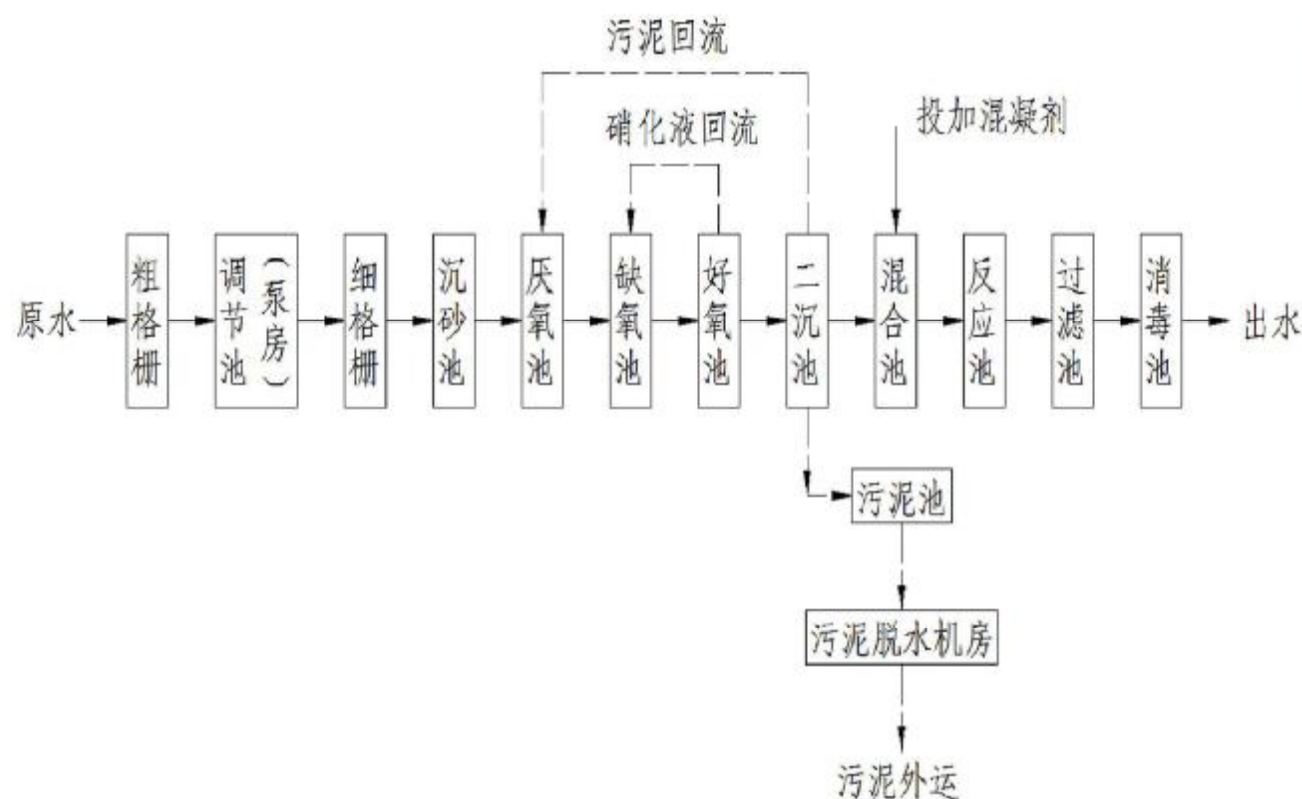 污泥回流
硝化液回流
投加混凝剂
原水
粗格栅
调节池
(泵房)
细格栅
沉砂池
厌氧池
缺氧池
好氧池
二沉池
混合池
反应池
过滤池
消毒池
出水
污泥池
污泥脱水机房
污泥外运